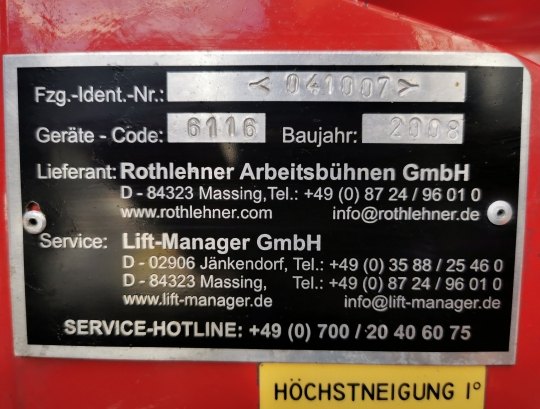 Fzg.-Ident.-Nr.: Y 041007 Y
Geräte - Code: 6116 Baujahr: 2008
Lieferant: Rothlehner Arbeitsbühnen GmbH
D - 84323 Massing, Tel.: +49 (0) 87 24 / 96 01 0
www.rothlehner.com info@rothlehner.de
Service: Lift-Manager GmbH
D - 02906 Jänkendorf, Tel.: +49 (0) 35 88 / 25 46 0
D - 84323 Massing, Tel.: +49 (0) 87 24 / 96 01 0
www.lift-manager.de info@lift-manager.de
SERVICE-HOTLINE: +49 (0) 700 / 20 40 60 75
HÖCHSTNEIGUNG 1°